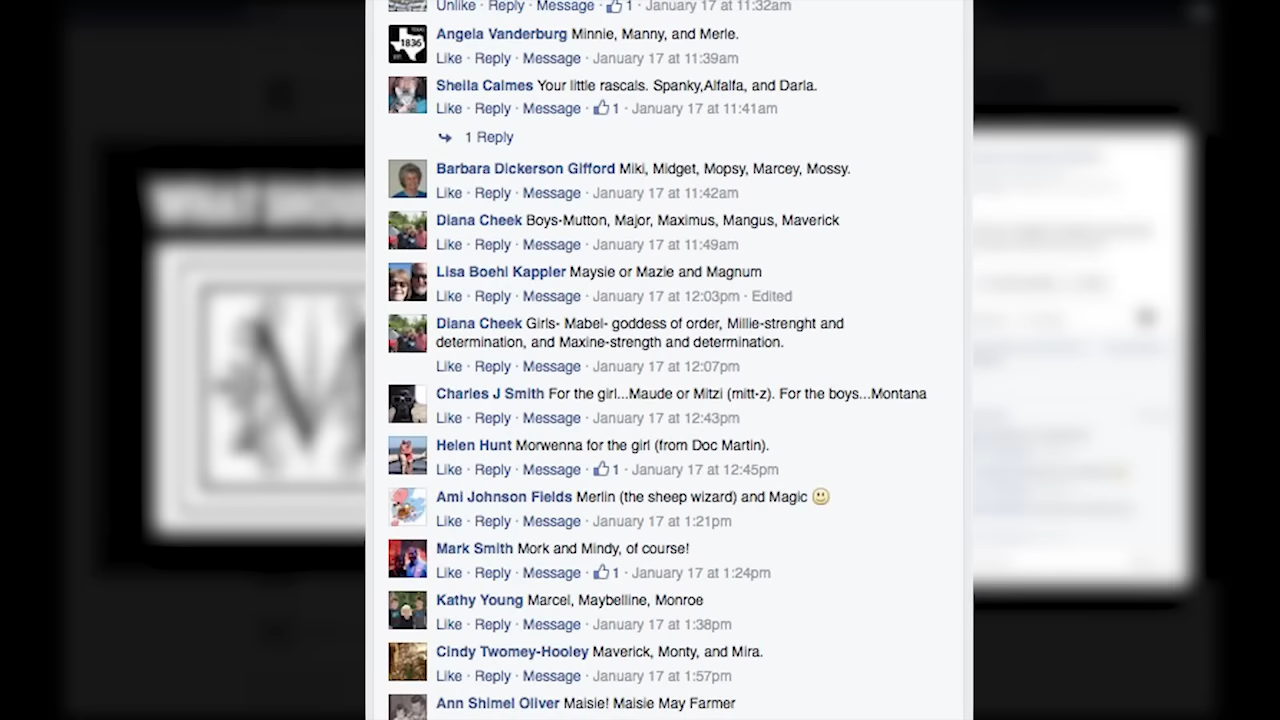 Unlike · Reply · Message · 1 · January 17 at 11:32am
Angela Vanderburg Minnie, Manny, and Merle.
Like · Reply · Message · January 17 at 11:39am
TEXAS
1836
Sheila Calmes Your little rascals. Spanky,Alfalfa, and Darla.
Like · Reply · Message · 1 · January 17 at 11:41am
1 Reply
Barbara Dickerson Gifford Miki, Midget, Mopsy, Marcey, Mossy.
Like · Reply · Message · January 17 at 11:42am
Diana Cheek Boys-Mutton, Major, Maximus, Mangus, Maverick
Like · Reply · Message · January 17 at 11:49am
Lisa Boehl Kappler Maysie or Mazie and Magnum
Like · Reply · Message · January 17 at 12:03pm · Edited
Diana Cheek Girls- Mabel- goddess of order, Millie-strenght and
determination, and Maxine-strength and determination.
Like · Reply · Message · January 17 at 12:07pm
Charles J Smith For the girl...Maude or Mitzi (mitt-z). For the boys...Montana
Like · Reply · Message · January 17 at 12:43pm
Helen Hunt Morwenna for the girl (from Doc Martin).
Like · Reply · Message · 1 · January 17 at 12:45pm
Ami Johnson Fields Merlin (the sheep wizard) and Magic
Like · Reply · Message · January 17 at 1:21pm
Mark Smith Mork and Mindy, of course!
Like · Reply · Message · 1 · January 17 at 1:24pm
Kathy Young Marcel, Maybelline, Monroe
Like · Reply · Message · January 17 at 1:38pm
Cindy Twomey-Hooley Maverick, Monty, and Mira.
Like · Reply · Message · January 17 at 1:57pm
Ann Shimel Oliver Maisie! Maisie May Farmer